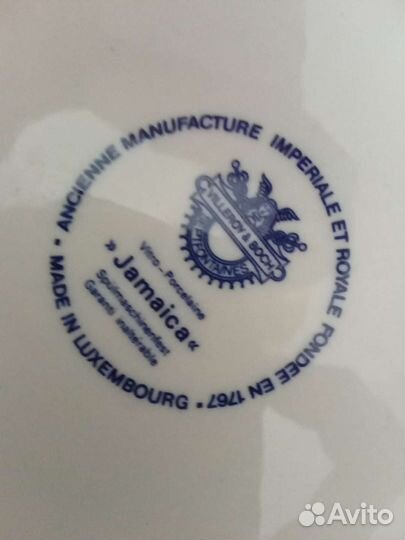 • ANCIENNE MANUFACTURE IMPERIALE ET ROYALE FONDEE EN 1767 • MADE IN LUXEMBOURG
VILLEROY & BOCH
SEPTFONTAINES
Vitro - Porcelaine
» Jamaica «
Spülmaschinenfest
Garanti inaltérable
Avito